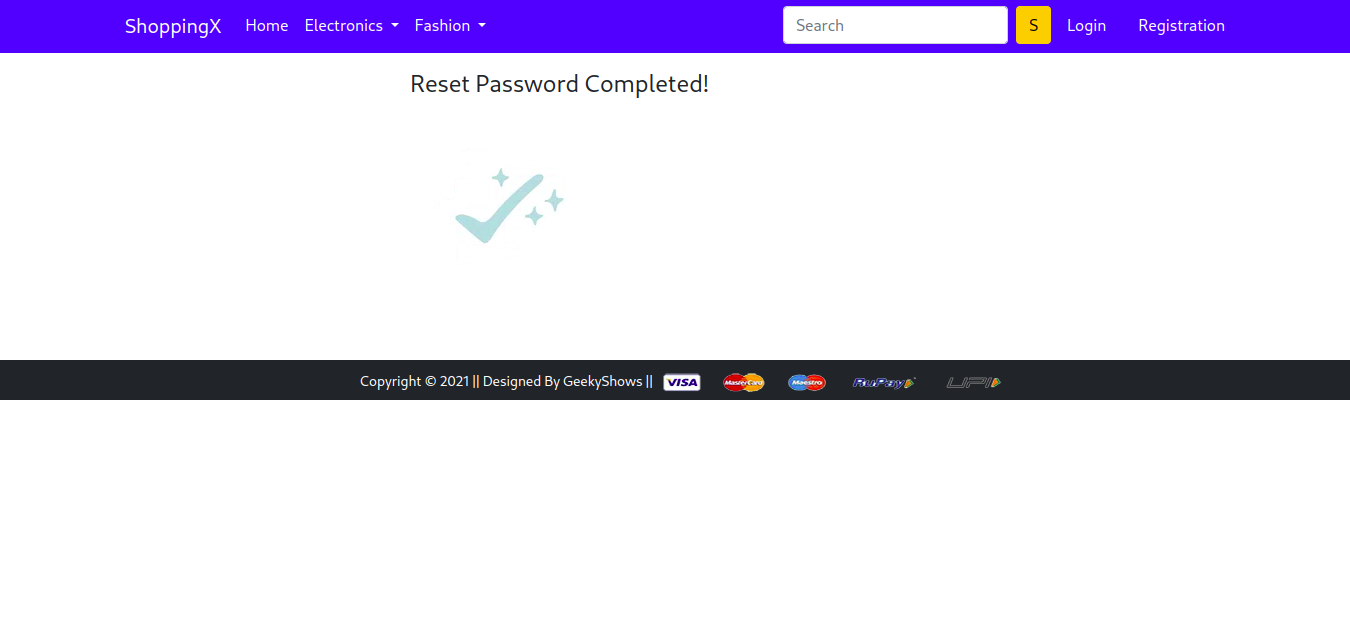 ShoppingX Home Electronics Fashion Search S Login Registration
Reset Password Completed!
Copyright © 2021 || Designed By GeekyShows || VISA MasterCard Maestro RuPay UPI